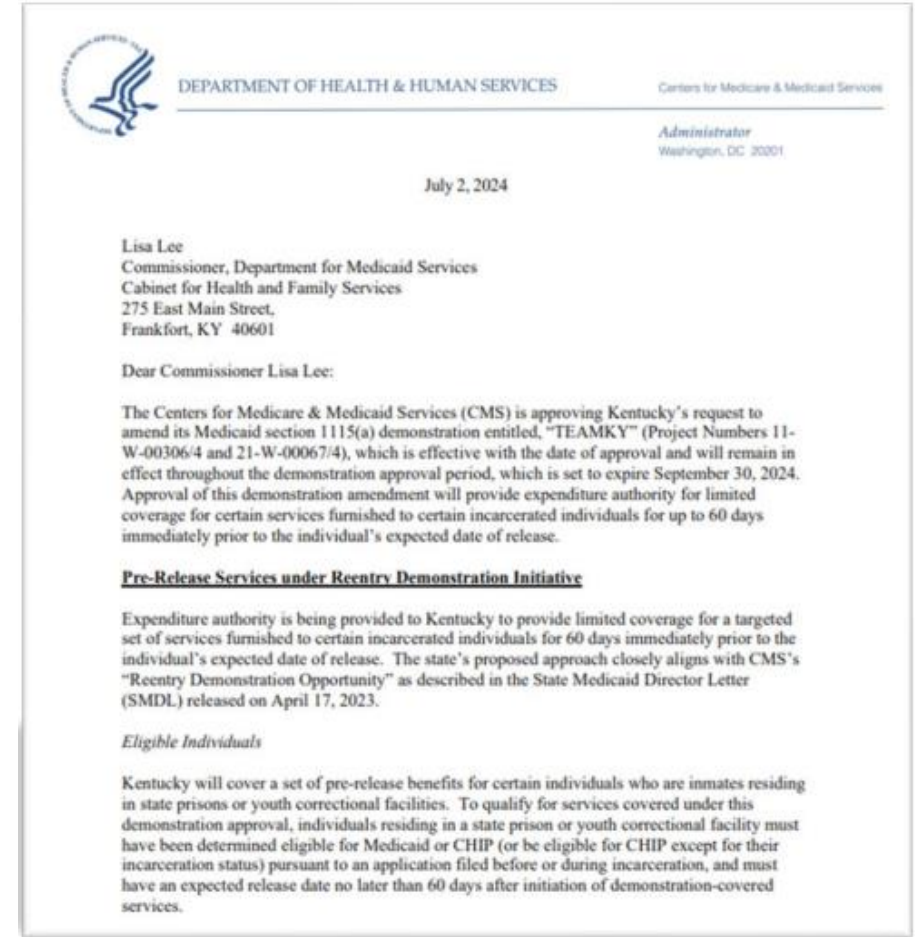 DEPARTMENT OF HEALTH & HUMAN SERVICES
Centers for Medicare & Medicaid Services
Administrator
Washington, DC 20201
July 2, 2024
Lisa Lee
Commissioner, Department for Medicaid Services
Cabinet for Health and Family Services
275 East Main Street,
Frankfort, KY 40601
Dear Commissioner Lisa Lee:
The Centers for Medicare & Medicaid Services (CMS) is approving Kentucky's request to
amend its Medicaid section 1115(a) demonstration entitled, "TEAMKY" (Project Numbers 11-
W-00306/4 and 21-W-00067/4), which is effective with the date of approval and will remain in
effect throughout the demonstration approval period, which is set to expire September 30, 2024.
Approval of this demonstration amendment will provide expenditure authority for limited
coverage for certain services furnished to certain incarcerated individuals for up to 60 days
immediately prior to the individual's expected date of release.
Pre-Release Services under Reentry Demonstration Initiative
Expenditure authority is being provided to Kentucky to provide limited coverage for a targeted
set of services furnished to certain incarcerated individuals for 60 days immediately prior to the
individual's expected date of release. The state's proposed approach closely aligns with CMS's
"Reentry Demonstration Opportunity" as described in the State Medicaid Director Letter
(SMDL) released on April 17, 2023.
Eligible Individuals
Kentucky will cover a set of pre-release benefits for certain individuals who are inmates residing
in state prisons or youth correctional facilities. To qualify for services covered under this
demonstration approval, individuals residing in a state prison or youth correctional facility must
have been determined eligible for Medicaid or CHIP (or be eligible for CHIP except for their
incarceration status) pursuant to an application filed before or during incarceration, and must
have an expected release date no later than 60 days after initiation of demonstration-covered
services.